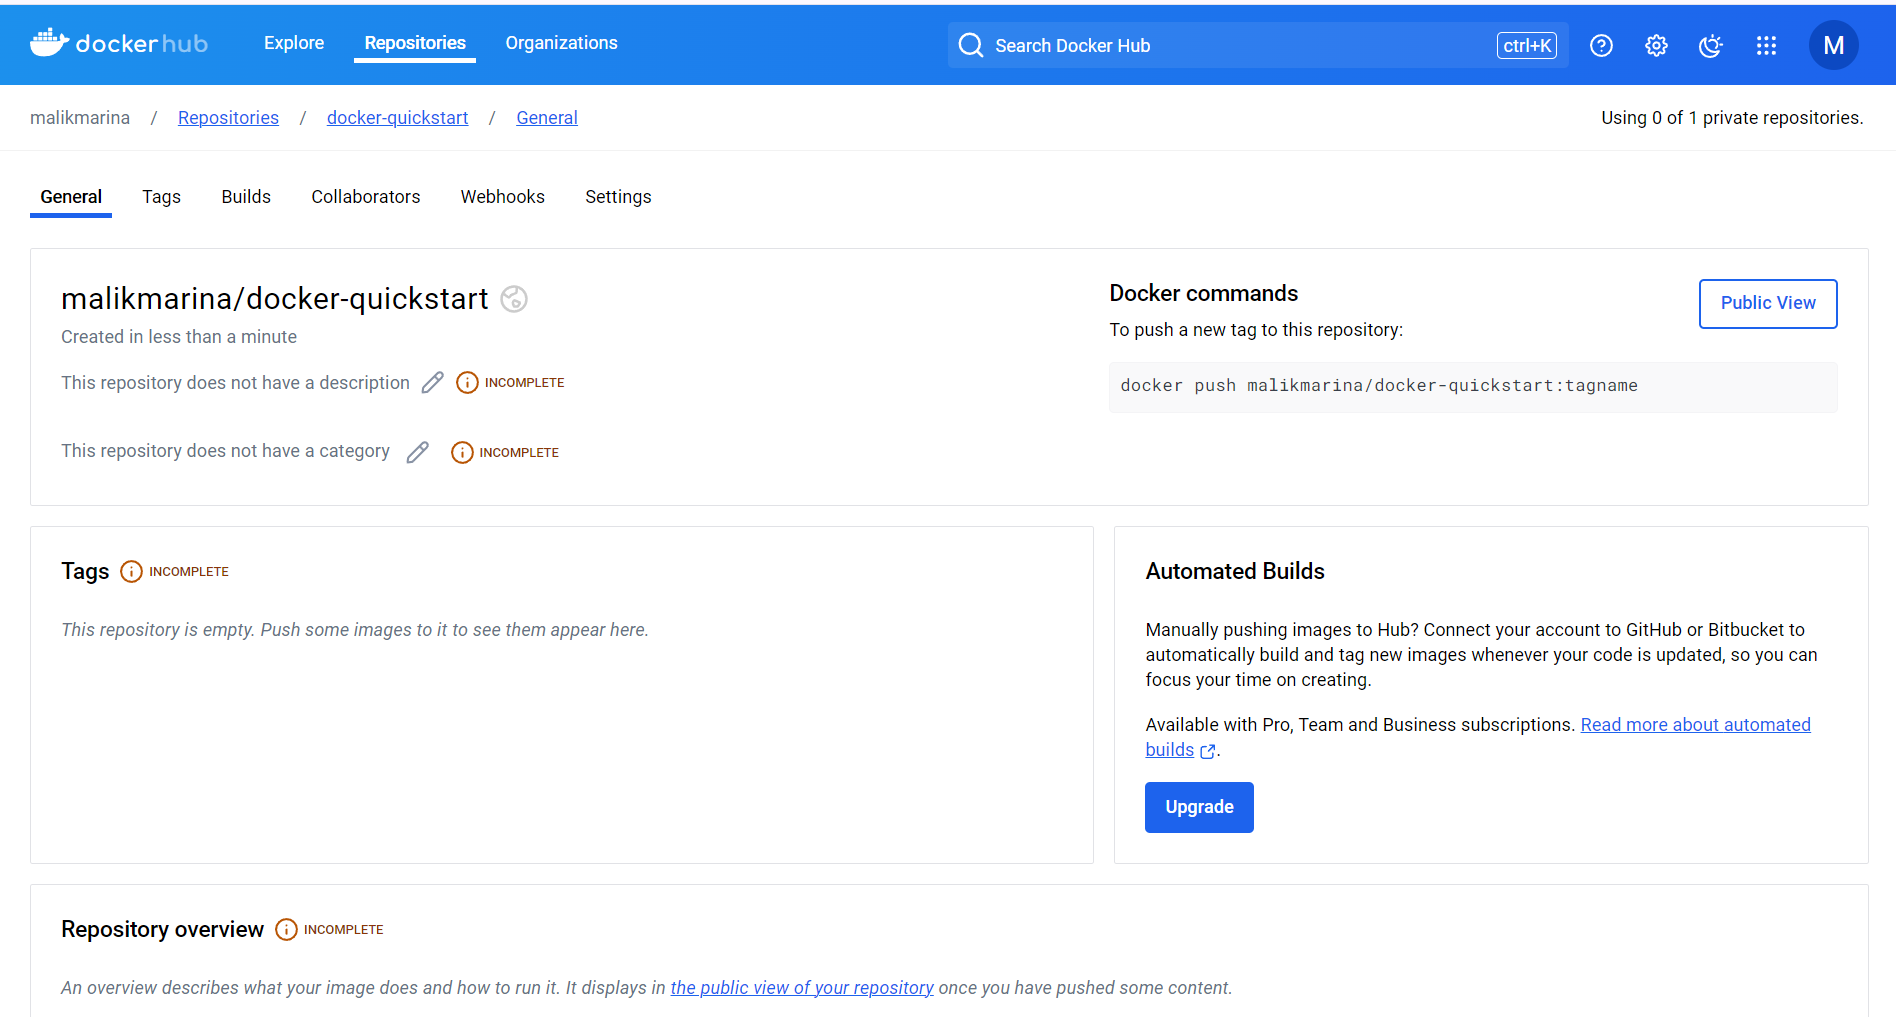 dockerhub
Explore
Repositories
Organizations
Search Docker Hub
ctrl+K
M
malikmarina / Repositories / docker-quickstart / General
Using 0 of 1 private repositories.
General
Tags
Builds
Collaborators
Webhooks
Settings
malikmarina/docker-quickstart
Created in less than a minute
This repository does not have a description
INCOMPLETE
This repository does not have a category
INCOMPLETE
Docker commands
Public View
To push a new tag to this repository:
docker push malikmarina/docker-quickstart:tagname
Tags
INCOMPLETE
This repository is empty. Push some images to it to see them appear here.
Automated Builds
Manually pushing images to Hub? Connect your account to GitHub or Bitbucket to
automatically build and tag new images whenever your code is updated, so you can
focus your time on creating.
Available with Pro, Team and Business subscriptions. Read more about automated
builds.
Upgrade
Repository overview
INCOMPLETE
An overview describes what your image does and how to run it. It displays in the public view of your repository once you have pushed some content.